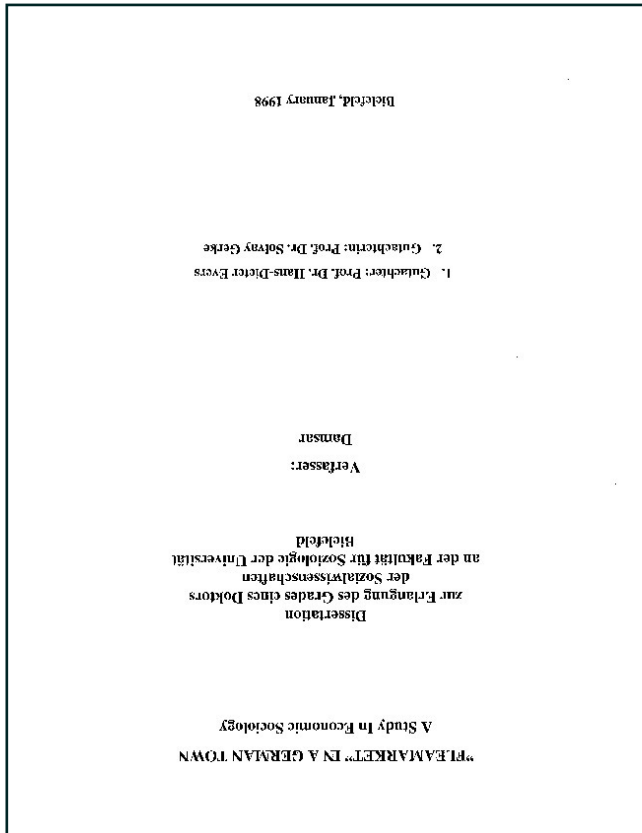 "FLEAMARKET" IN A GERMAN TOWN
A Study In Economic Sociology
Dissertation
zur Erlangung des Grades eines Doktors
der Sozialwissenschaften
an der Fakultät für Soziologie der Universität
Bielefeld
Verfasser:
Damsar
1. Gutachter: Prof. Dr. Hans-Dieter Evers
2. Gutachterin: Prof. Dr. Solvay Gerke
Bielefeld, January 1998